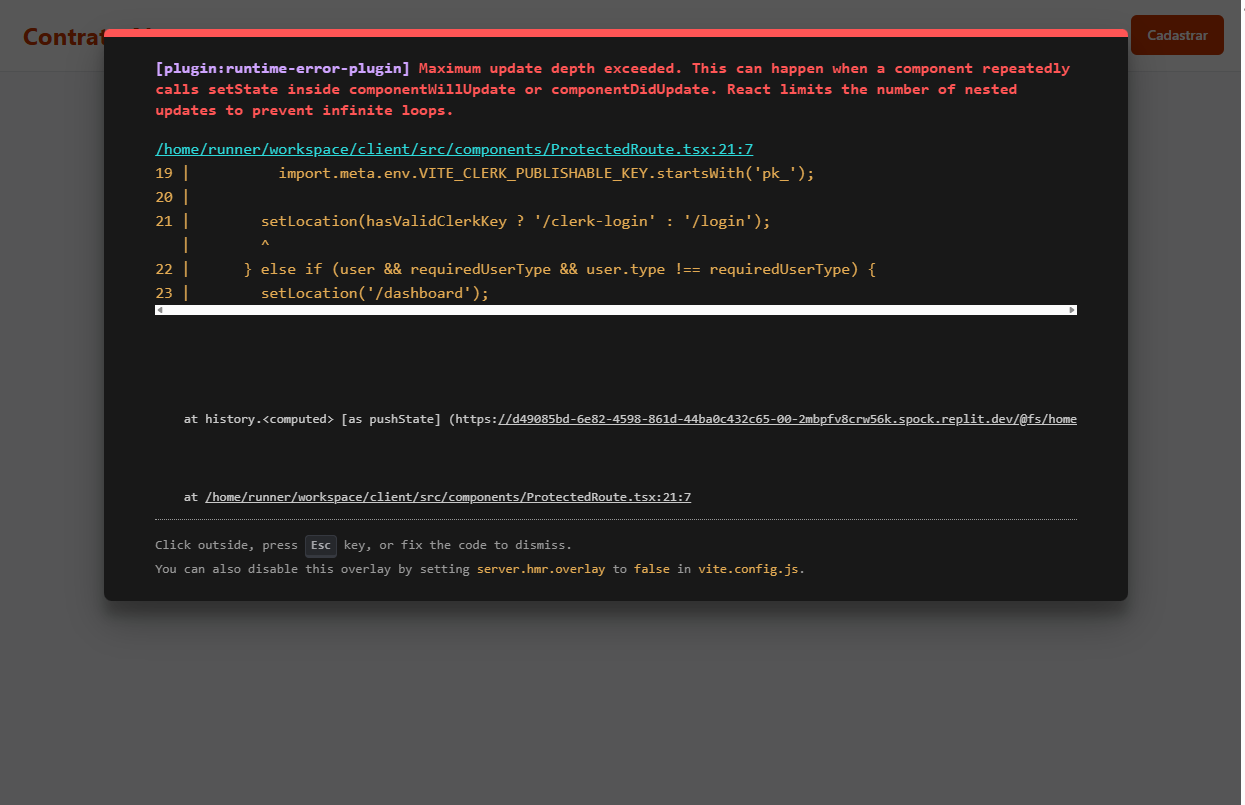 Contrat
Cadastrar
[plugin:runtime-error-plugin] Maximum update depth exceeded. This can happen when a component repeatedly
calls setState inside componentWillUpdate or componentDidUpdate. React limits the number of nested
updates to prevent infinite loops.
/home/runner/workspace/client/src/components/ProtectedRoute.tsx:21:7
19 |          import.meta.env.VITE_CLERK_PUBLISHABLE_KEY.startsWith('pk_');
20 |
21 |        setLocation(hasValidClerkKey ? '/clerk-login' : '/login');
   |        ^
22 |      } else if (user && requiredUserType && user.type !== requiredUserType) {
23 |        setLocation('/dashboard');
at history.<computed> [as pushState] (https://d49085bd-6e82-4598-861d-44ba0c432c65-00-2mbpfv8crw56k.spock.replit.dev/@fs/home
at /home/runner/workspace/client/src/components/ProtectedRoute.tsx:21:7
Click outside, press Esc key, or fix the code to dismiss.
You can also disable this overlay by setting server.hmr.overlay to false in vite.config.js.